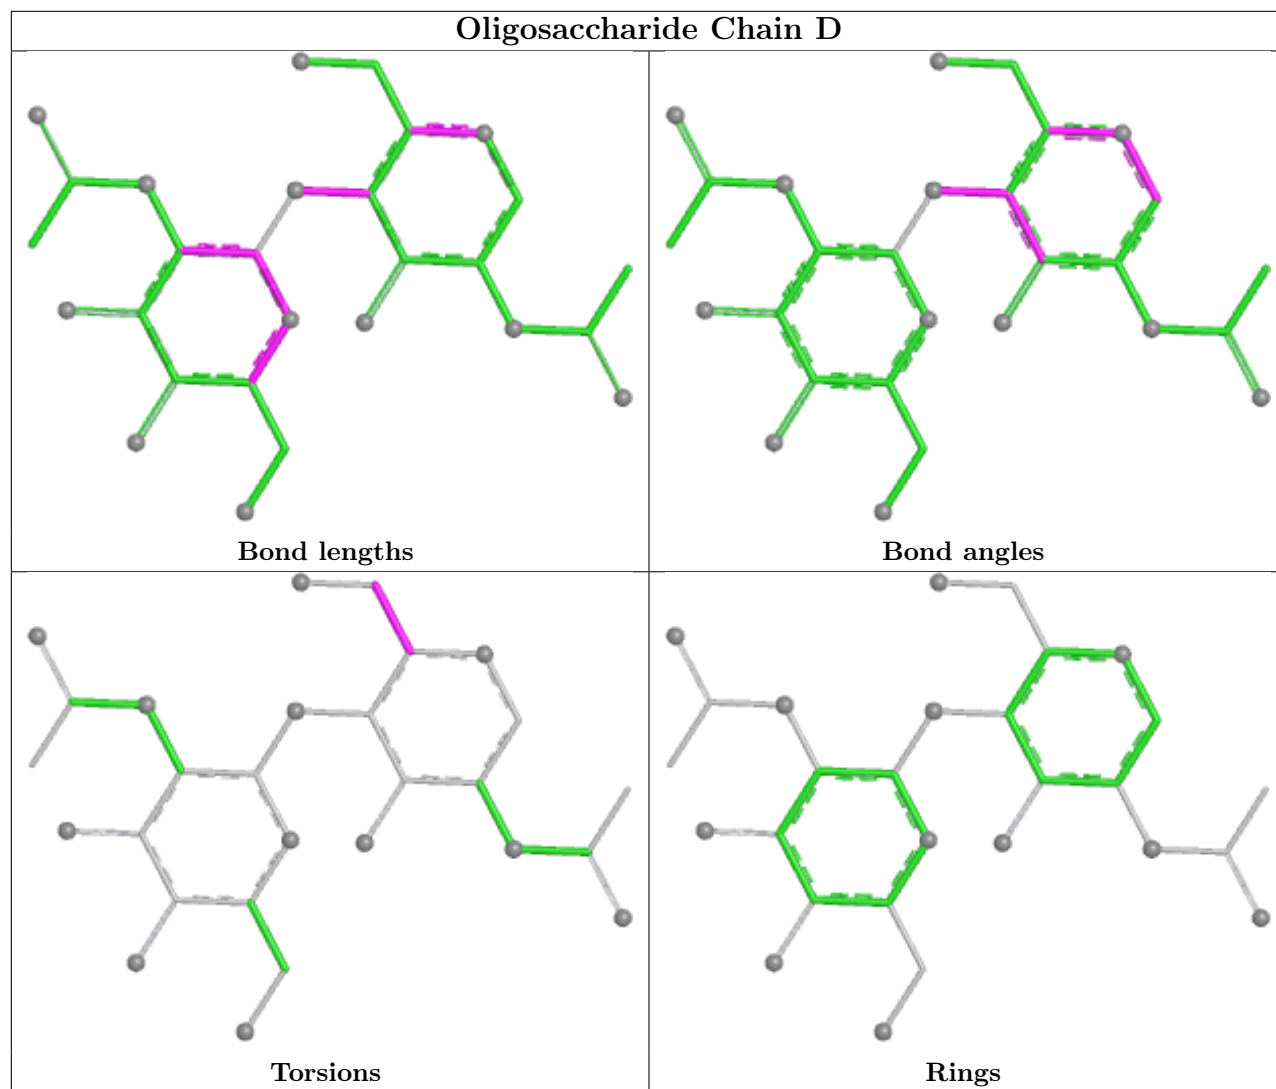 Oligosaccharide Chain D
Bond lengths
Bond angles
Torsions
Rings